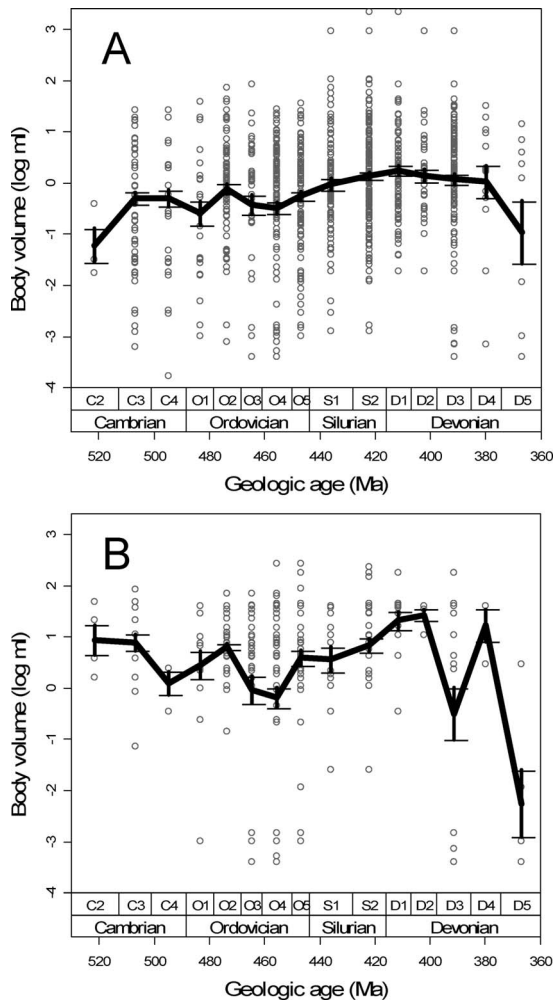 A
Body volume (log ml)
3
2
1
0
-1
-2
-3
-4
C2 C3 C4 O1 O2 O3 O4 O5 S1 S2 D1 D2 D3 D4 D5
Cambrian Ordovician Silurian Devonian
520 500 480 460 440 420 400 380 360
Geologic age (Ma)
B
Body volume (log ml)
3
2
1
0
-1
-2
-3
-4
C2 C3 C4 O1 O2 O3 O4 O5 S1 S2 D1 D2 D3 D4 D5
Cambrian Ordovician Silurian Devonian
520 500 480 460 440 420 400 380 360
Geologic age (Ma)